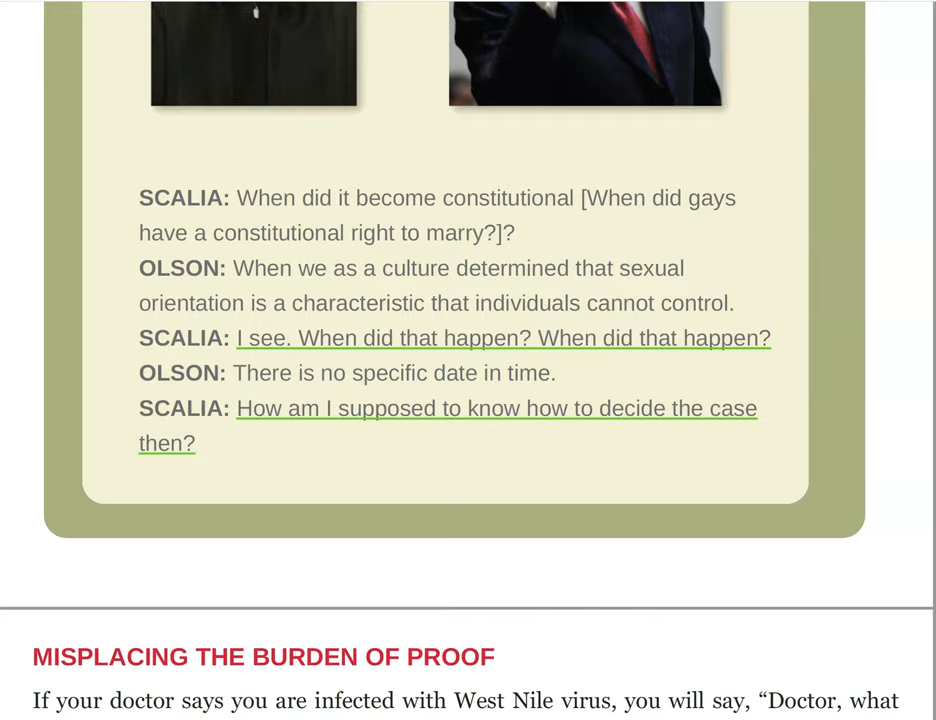 SCALIA: When did it become constitutional [When did gays
have a constitutional right to marry?]?
OLSON: When we as a culture determined that sexual
orientation is a characteristic that individuals cannot control.
SCALIA: I see. When did that happen? When did that happen?
OLSON: There is no specific date in time.
SCALIA: How am I supposed to know how to decide the case
then?
MISPLACING THE BURDEN OF PROOF
If your doctor says you are infected with West Nile virus, you will say, “Doctor, what